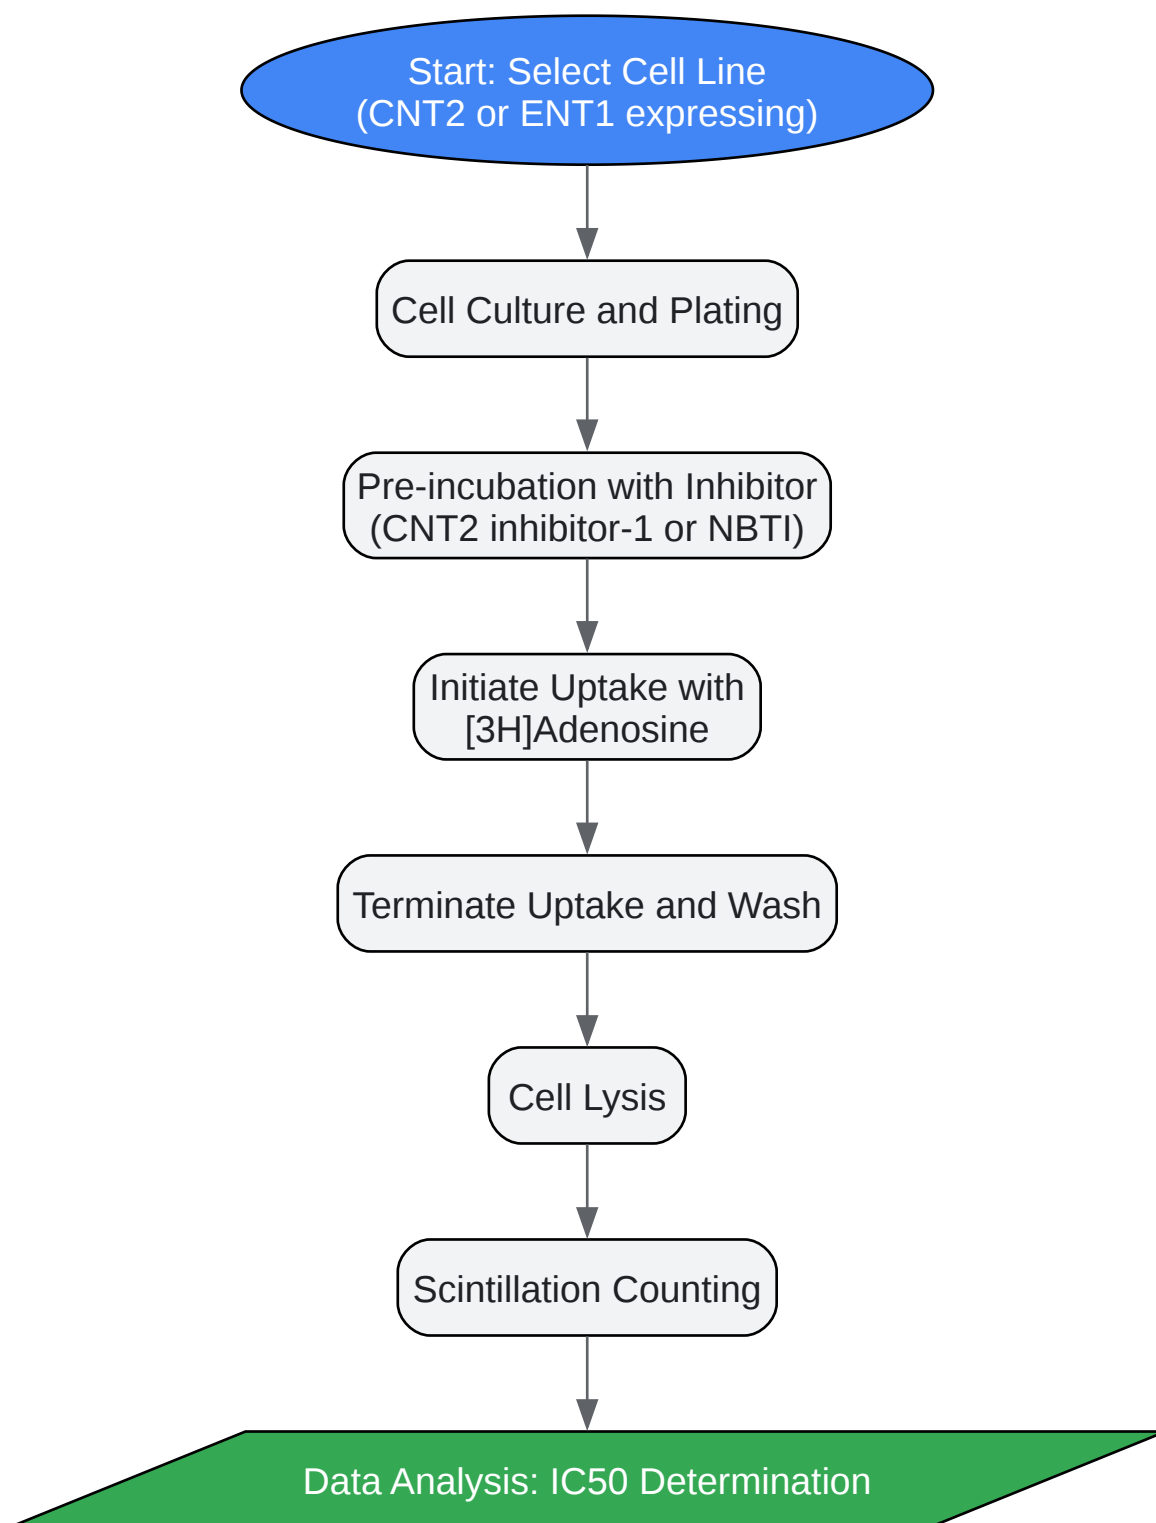 Start: Select Cell Line
(CNT2 or ENT1 expressing)
Cell Culture and Plating
Pre-incubation with Inhibitor
(CNT2 inhibitor-1 or NBTI)
Initiate Uptake with
[3H]Adenosine
Terminate Uptake and Wash
Cell Lysis
Scintillation Counting
Data Analysis: IC50 Determination